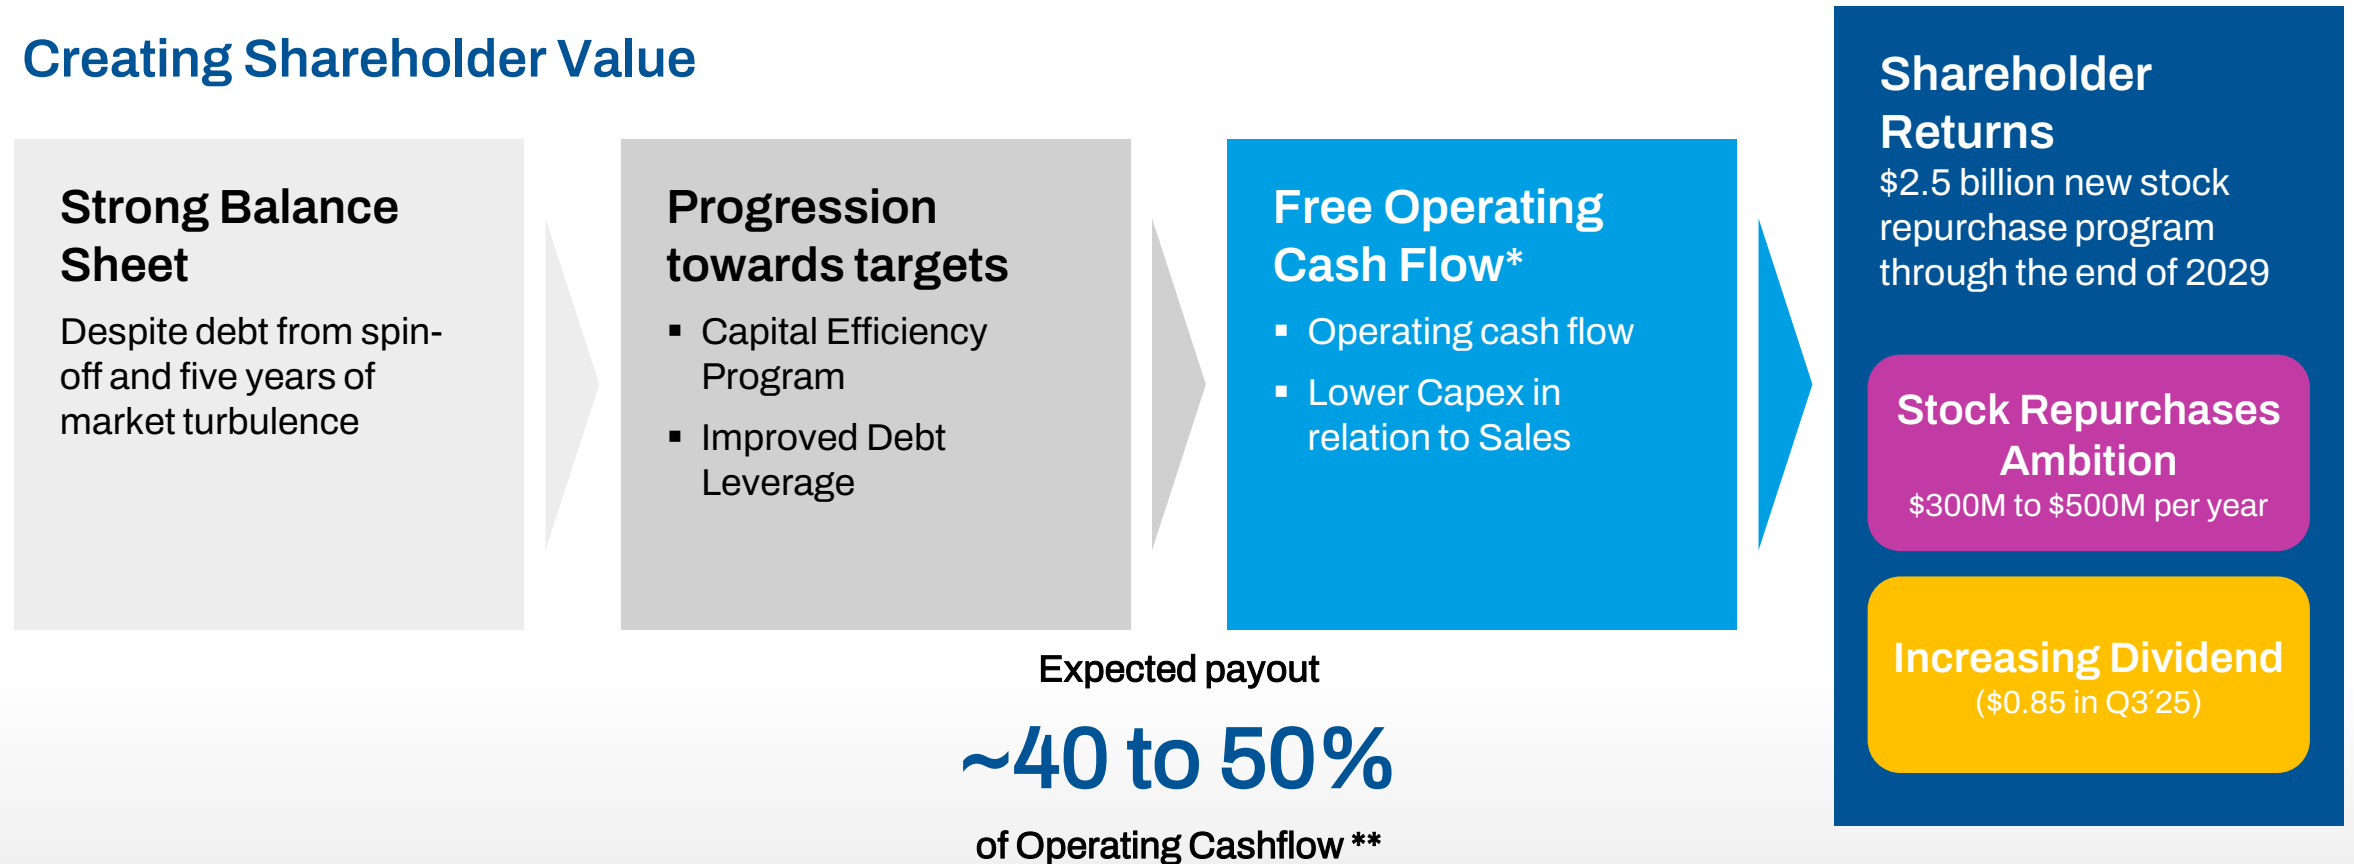 Creating Shareholder Value
Strong Balance
Sheet
Despite debt from spin-
off and five years of
market turbulence
Progression
towards targets
▪ Capital Efficiency
Program
▪ Improved Debt
Leverage
Free Operating
Cash Flow*
▪ Operating cash flow
▪ Lower Capex in
relation to Sales
Shareholder
Returns
$2.5 billion new stock
repurchase program
through the end of 2029
Stock Repurchases
Ambition
$300M to $500M per year
Increasing Dividend
($0.85 in Q3´25)
Expected payout
~40 to 50%
of Operating Cashflow **